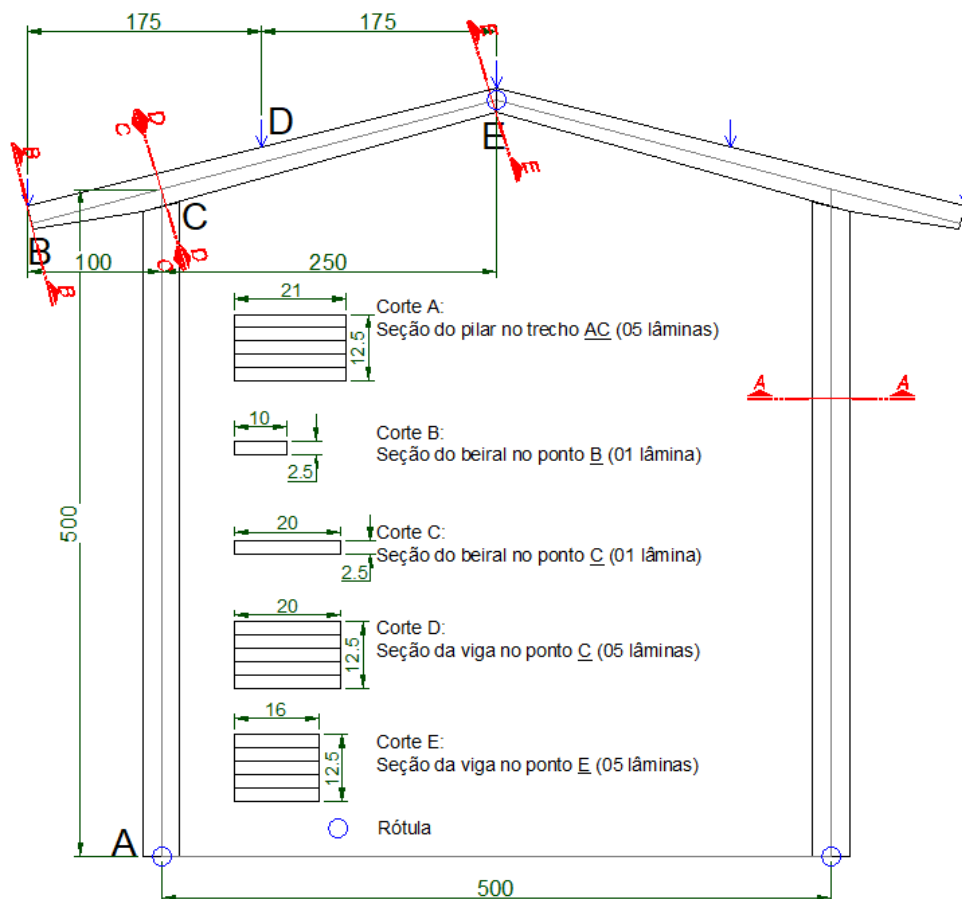 175
175
E
D
D
C
E
B
E
C
B
D
C
B
100
250
21
Corte A:
Seção do pilar no trecho AC (05 lâminas)
12.5
A
A
10
Corte B:
Seção do beiral no ponto B (01 lâmina)
2.5
500
20
Corte C:
Seção do beiral no ponto C (01 lâmina)
2.5
20
Corte D:
Seção da viga no ponto C (05 lâminas)
12.5
16
Corte E:
Seção da viga no ponto E (05 lâminas)
12.5
Rótula
A
500